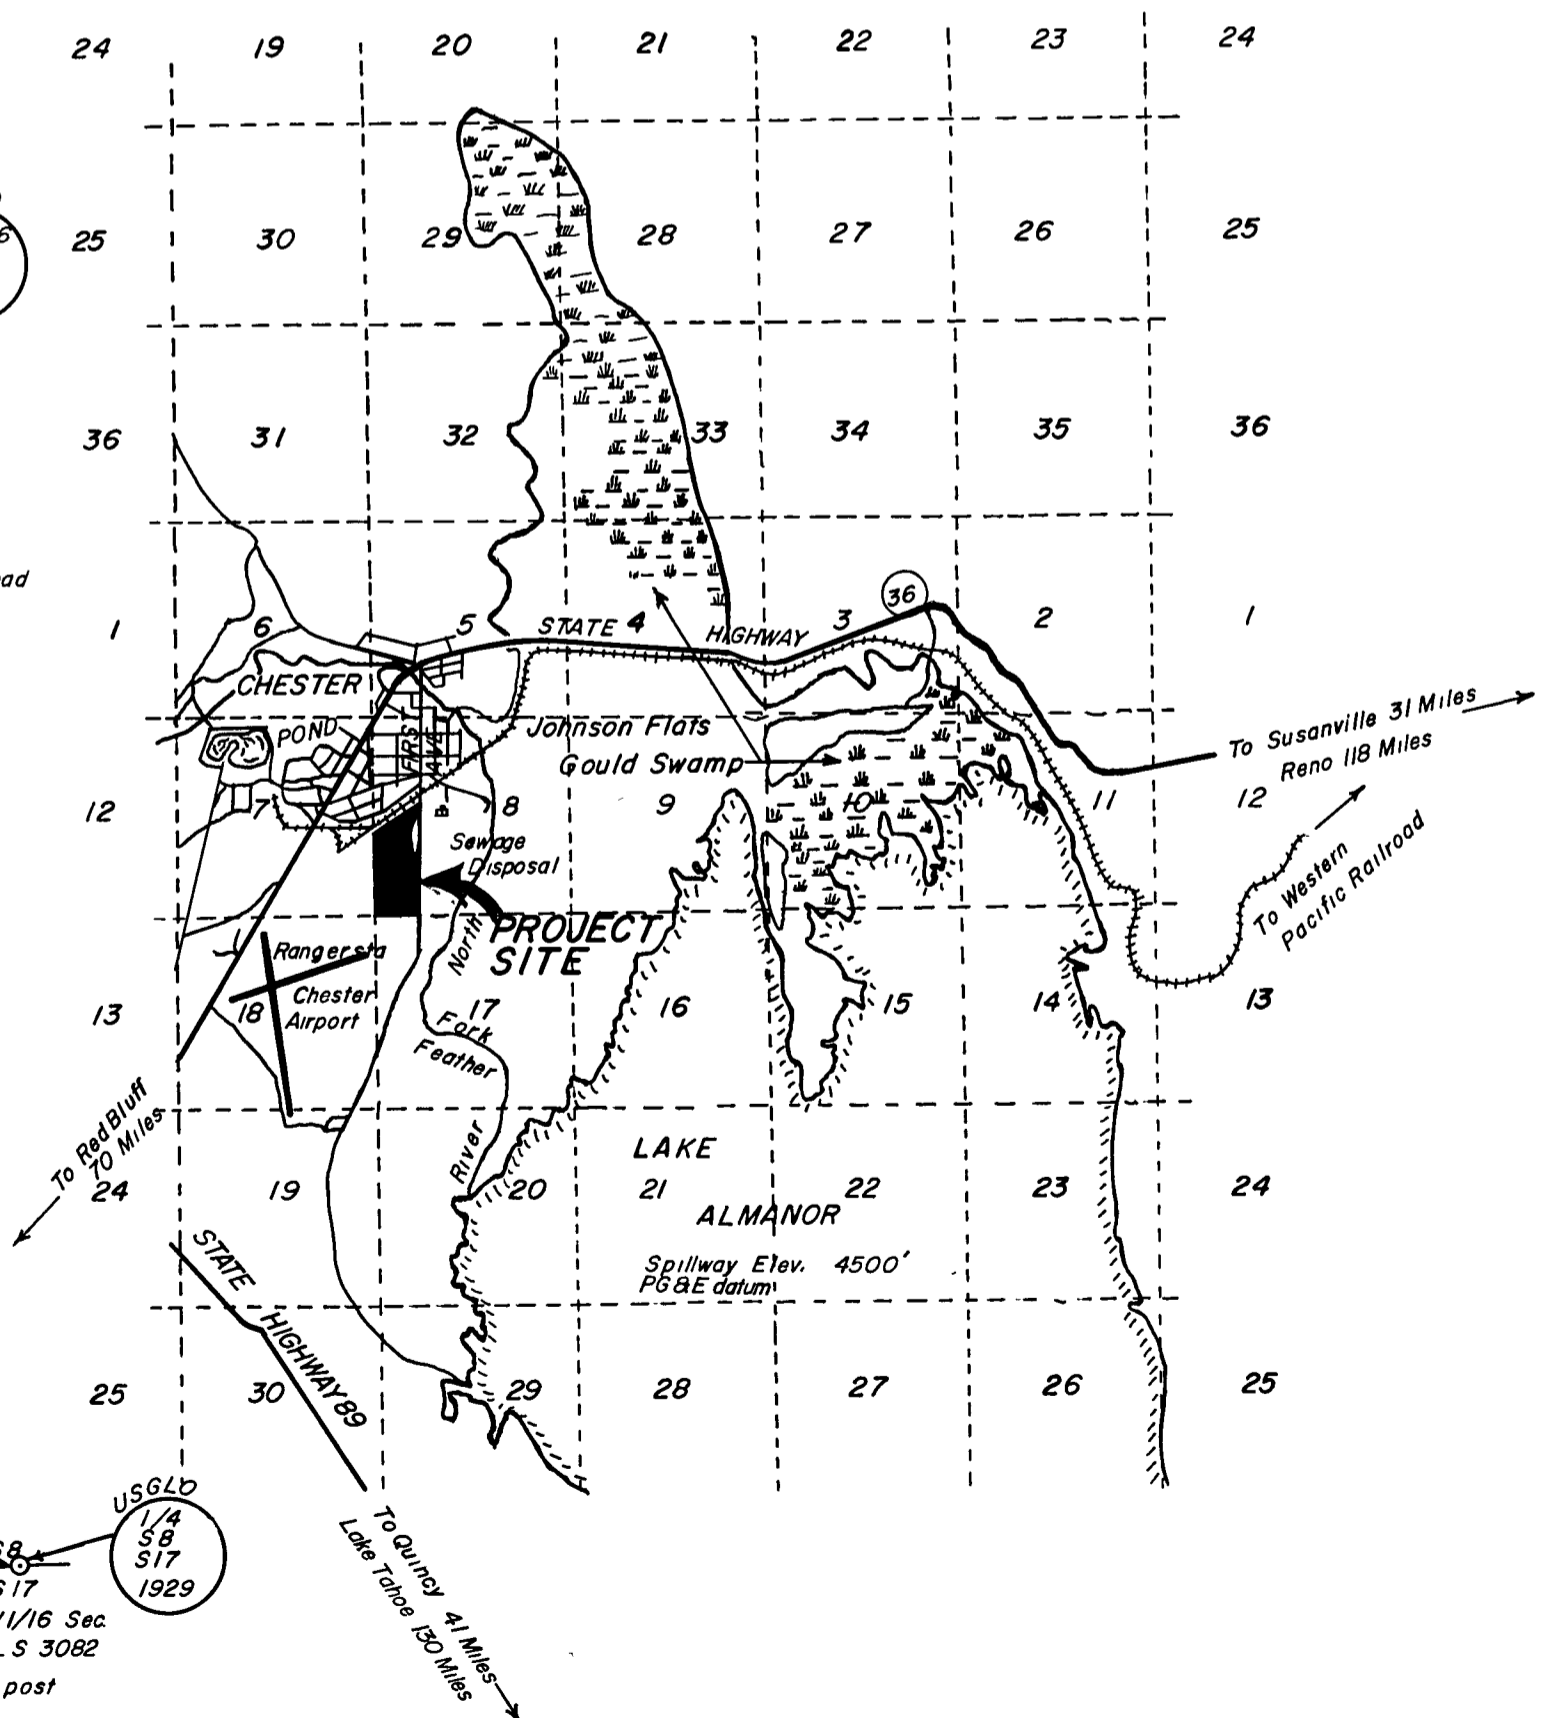 24 19 20 21 22 23 24
6
25 30 29 28 27 26 25
36 31 32 33 34 35 36
ad
36
1 6 5 STATE 4 HIGHWAY 3 2 1
CHESTER
POND
FIRST
AVE
Johnson Flats
Gould Swamp
To Susanville 31 Miles
Reno 118 Miles
12 7 8 9 10 11 12
Sewage
Disposal
To Western
Pacific Railroad
PROJECT
SITE
Ranger sta
Chester
Airport
13 18 17 16 15 14 13
North
Fork
Feather
River
To Red Bluff
70 Miles
LAKE
24 19 20 21 22 23 24
ALMANOR
Spillway Elev. 4500'
PG&E datum
STATE HIGHWAY 89
25 30 29 28 27 26 25
USGLO
1/4
S8
S17
1929
S8
S17
1/16 Sec.
LS 3082
post
To Quincy 41 Miles
Lake Tahoe 130 Miles